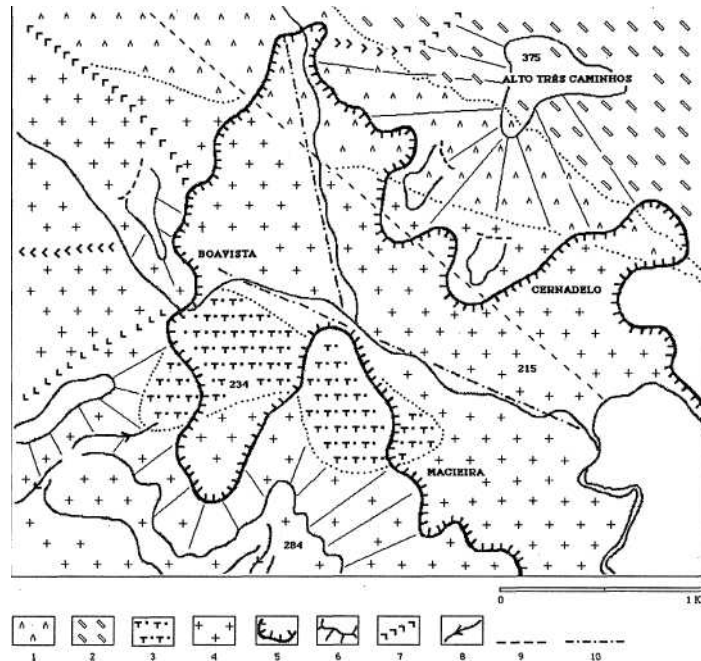 375
ALTO TRÊS CAMINHOS
BOAVISTA
CERNADELO
215
234
MACIEIRA
284
0 1 K
1 2 3 4 5 6 7 8 9 10